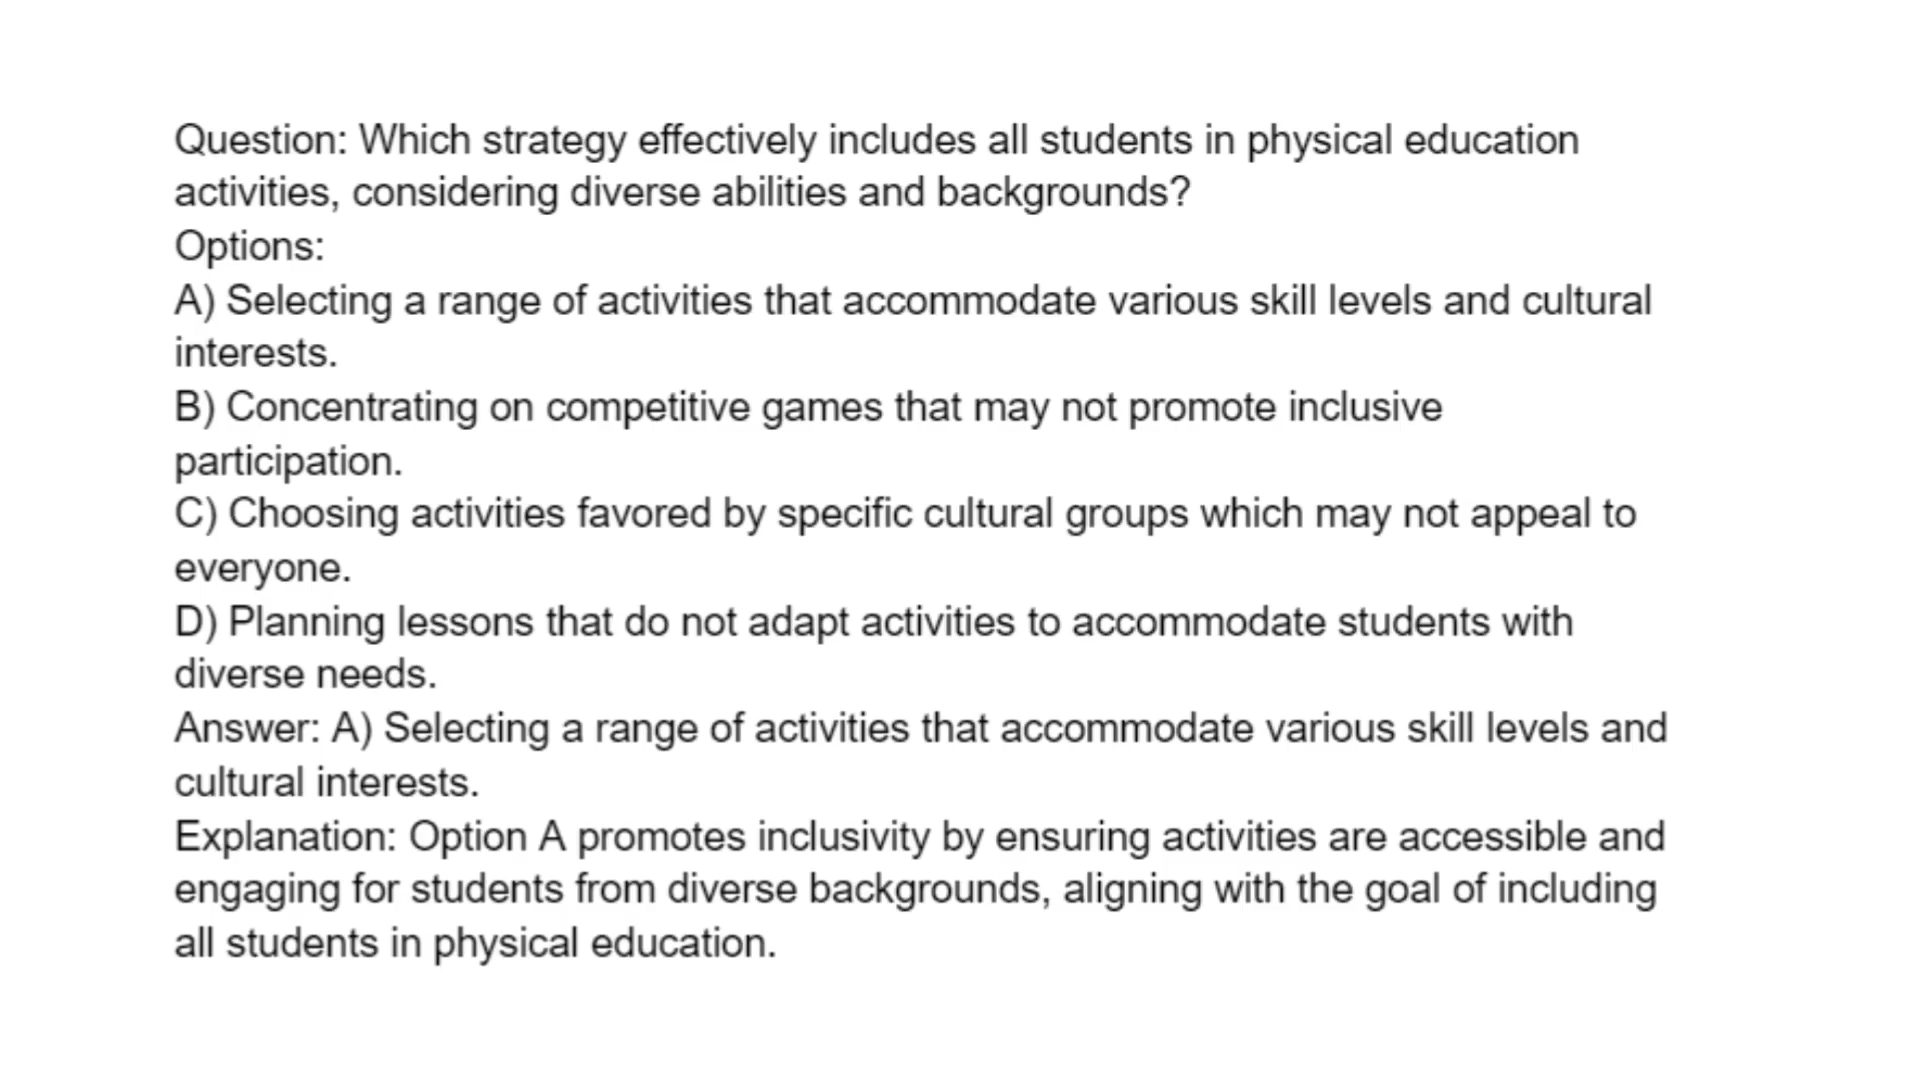 Question: Which strategy effectively includes all students in physical education
activities, considering diverse abilities and backgrounds?
Options:
A) Selecting a range of activities that accommodate various skill levels and cultural
interests.
B) Concentrating on competitive games that may not promote inclusive
participation.
C) Choosing activities favored by specific cultural groups which may not appeal to
everyone.
D) Planning lessons that do not adapt activities to accommodate students with
diverse needs.
Answer: A) Selecting a range of activities that accommodate various skill levels and
cultural interests.
Explanation: Option A promotes inclusivity by ensuring activities are accessible and
engaging for students from diverse backgrounds, aligning with the goal of including
all students in physical education.